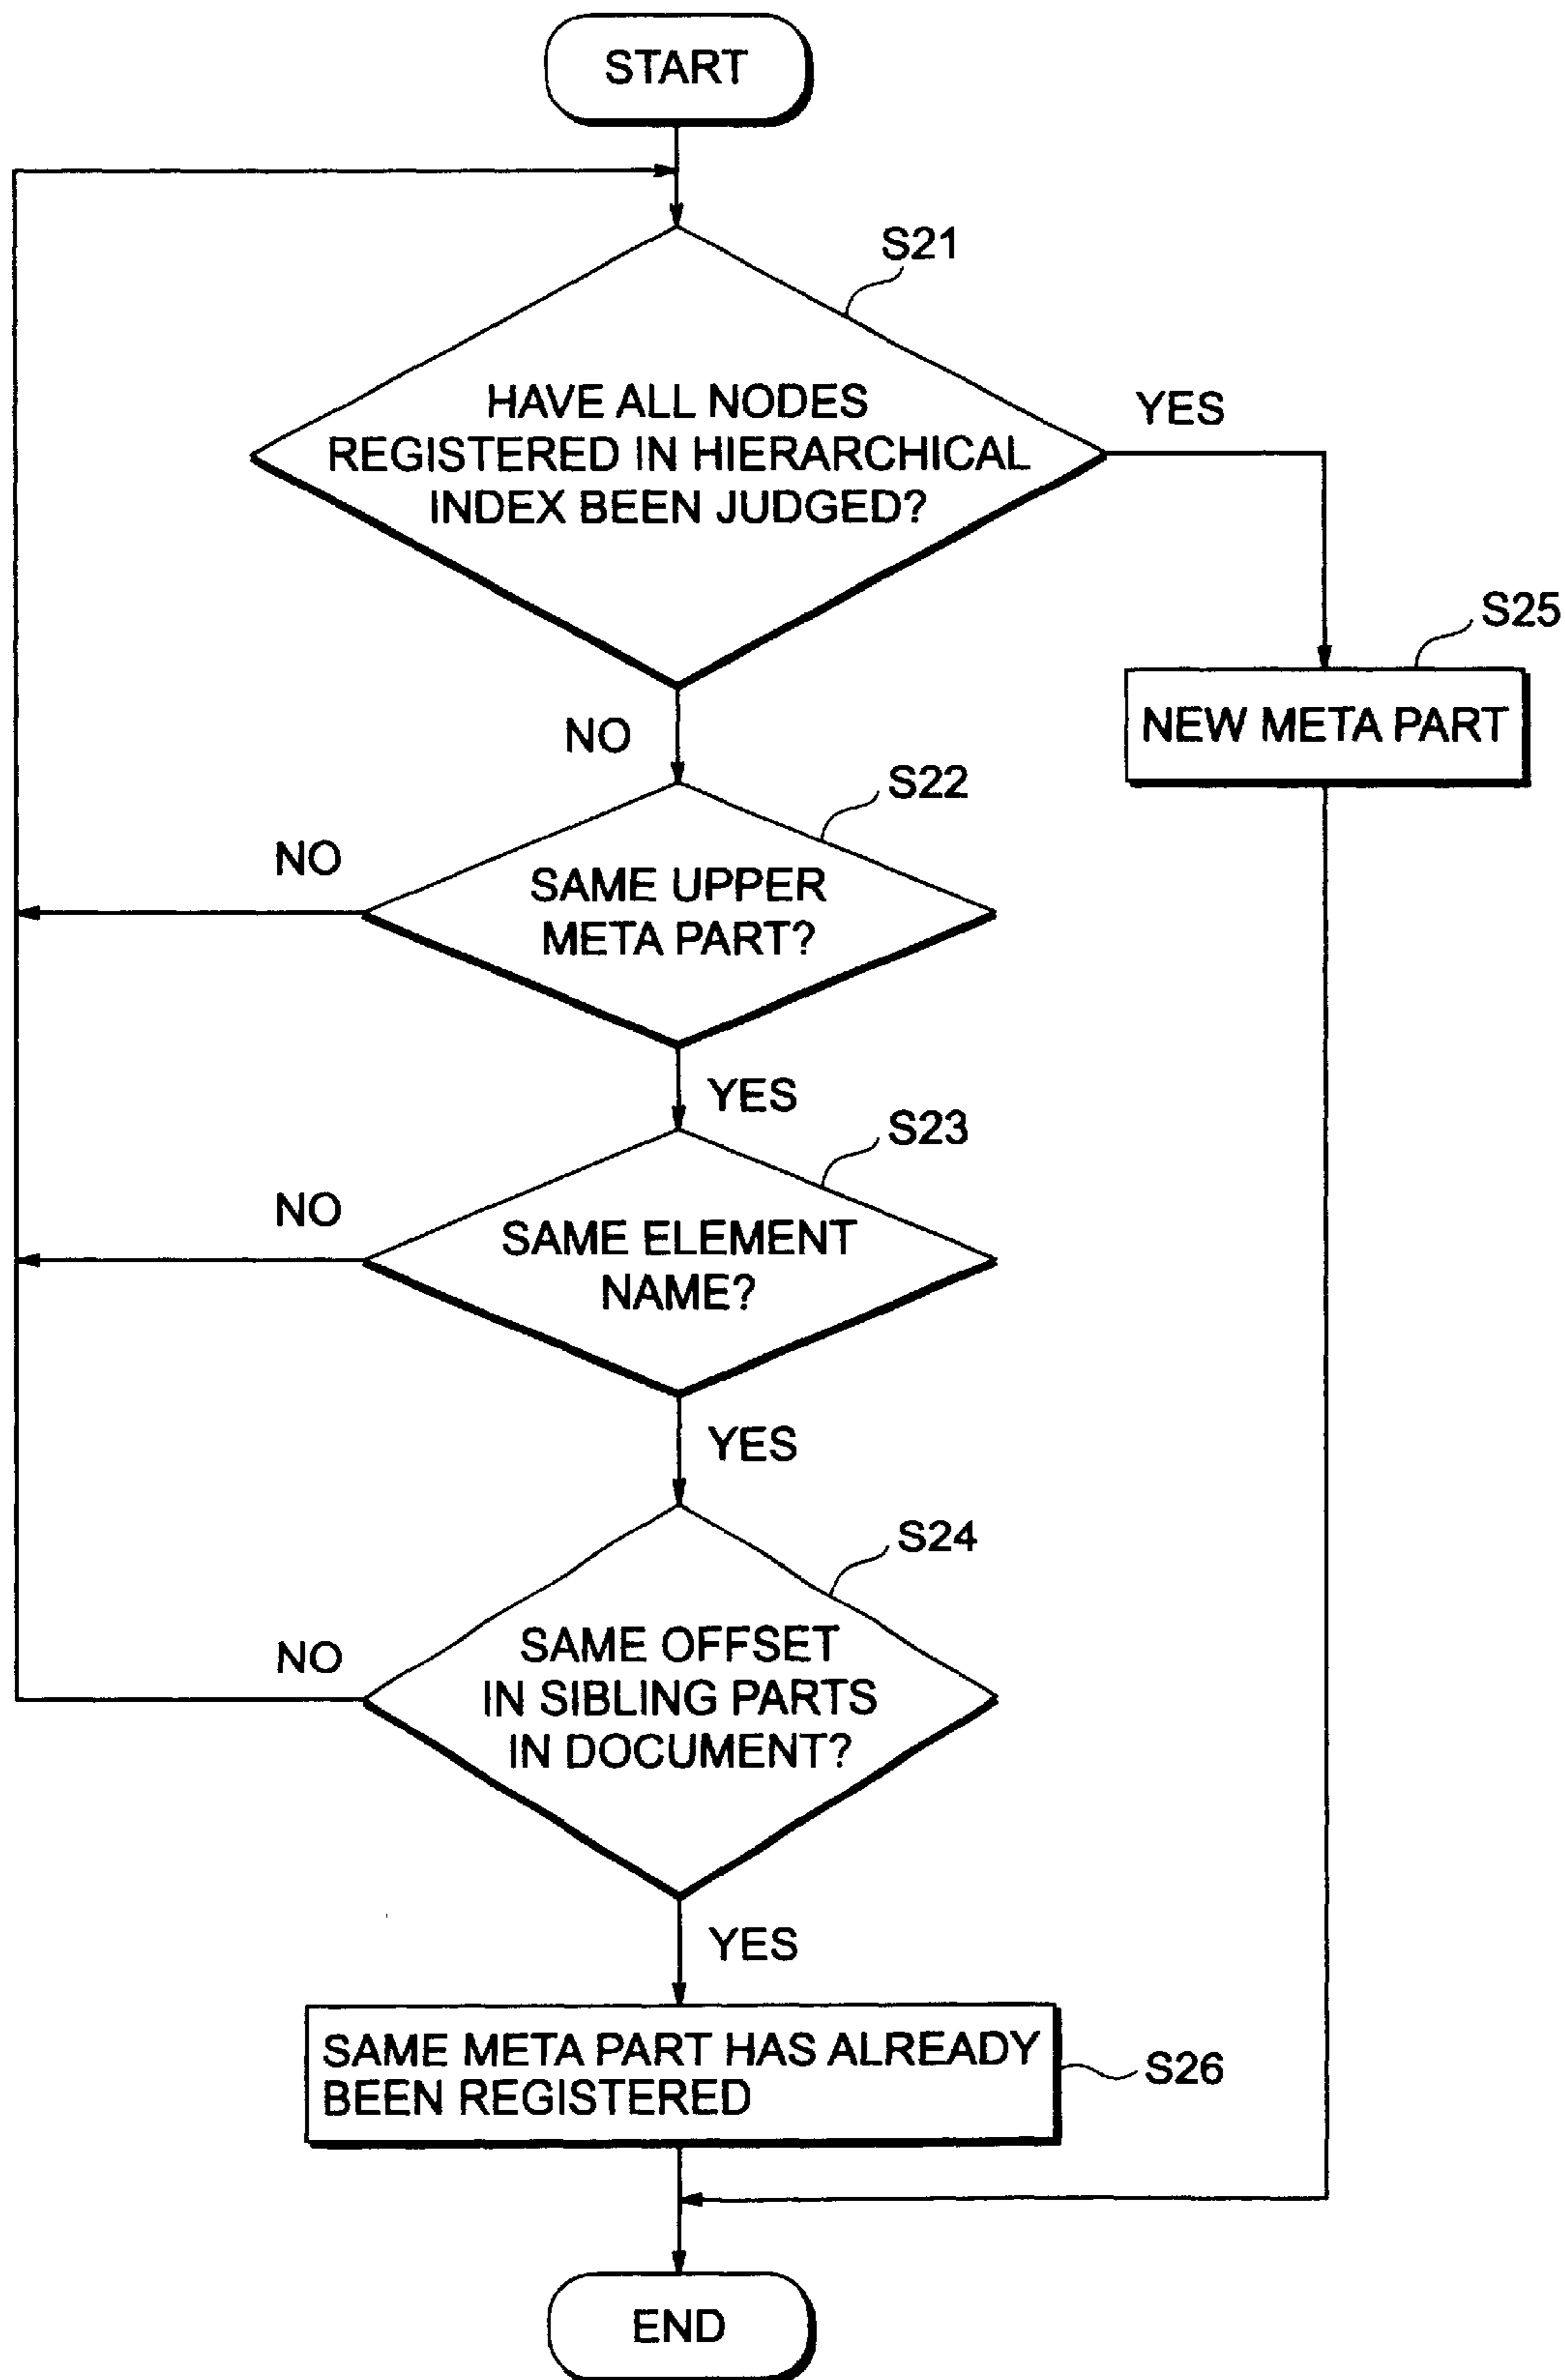 START
S21
HAVE ALL NODES
REGISTERED IN HIERARCHICAL
INDEX BEEN JUDGED?
YES
S25
NEW META PART
NO
S22
NO
SAME UPPER
META PART?
YES
S23
NO
SAME ELEMENT
NAME?
YES
S24
NO
SAME OFFSET
IN SIBLING PARTS
IN DOCUMENT?
YES
SAME META PART HAS ALREADY
BEEN REGISTERED
S26
END